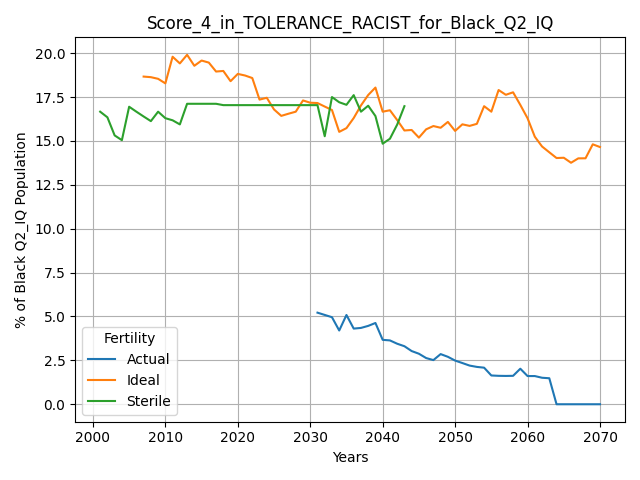 Score_4_in_TOLERANCE_RACIST_for_Black_Q2_IQ
% of Black Q2_IQ Population
20.0
17.5
15.0
12.5
10.0
7.5
5.0
2.5
0.0
Fertility
Actual
Ideal
Sterile
2000 2010 2020 2030 2040 2050 2060 2070
Years